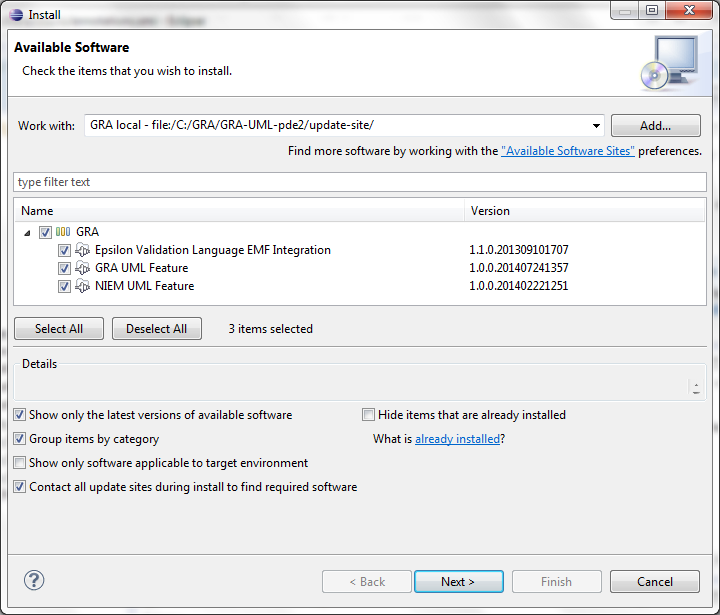 Install
Available Software
Check the items that you wish to install.
Work with: GRA local - file:/C:/GRA/GRA-UML-pde2/update-site/ Add...
Find more software by working with the "Available Software Sites" preferences.
type filter text
Name Version
GRA
Epsilon Validation Language EMF Integration 1.1.0.201309101707
GRA UML Feature 1.0.0.201407241357
NIEM UML Feature 1.0.0.201402221251
Select All Deselect All 3 items selected
Details
Show only the latest versions of available software Hide items that are already installed
Group items by category What is already installed?
Show only software applicable to target environment
Contact all update sites during install to find required software
? < Back Next > Finish Cancel